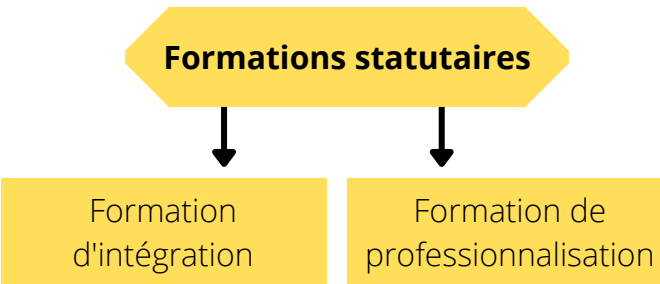 Formations statutaires
Formation
d'intégration
Formation de
professionnalisation